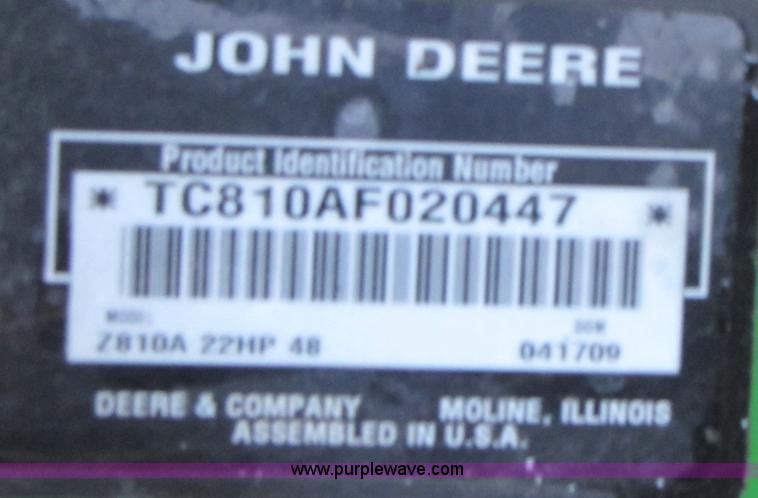 JOHN DEERE
Product Identification Number
* TC810AF020447 *
MODEL DOM
Z810A 22HP 48 041709
DEERE & COMPANY MOLINE, ILLINOIS
ASSEMBLED IN U.S.A.
www.purplewave.com